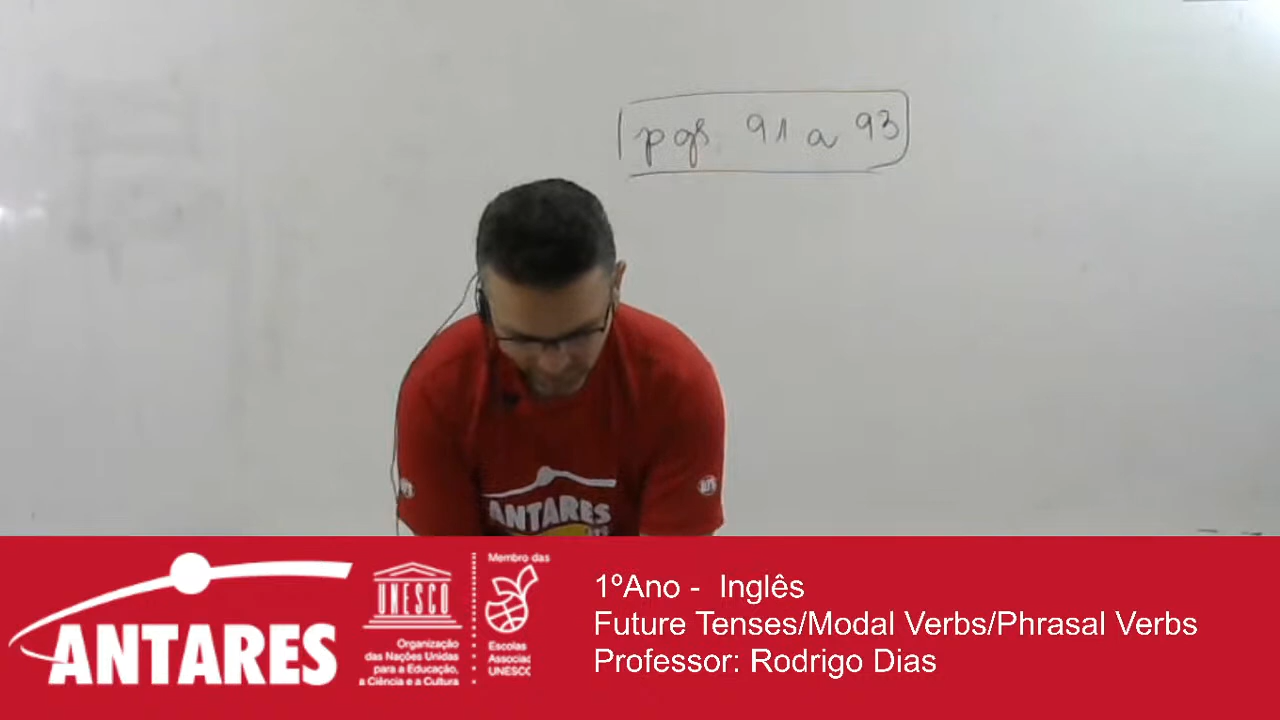 pgs. 91 a 93
ANTARES
ANTARES
UNESCO
Organização
das Nações Unidas
para a Educação,
a Ciência e a Cultura
Membro das
Escolas
Associad
UNESC
1ºAno - Inglês
Future Tenses/Modal Verbs/Phrasal Verbs
Professor: Rodrigo Dias